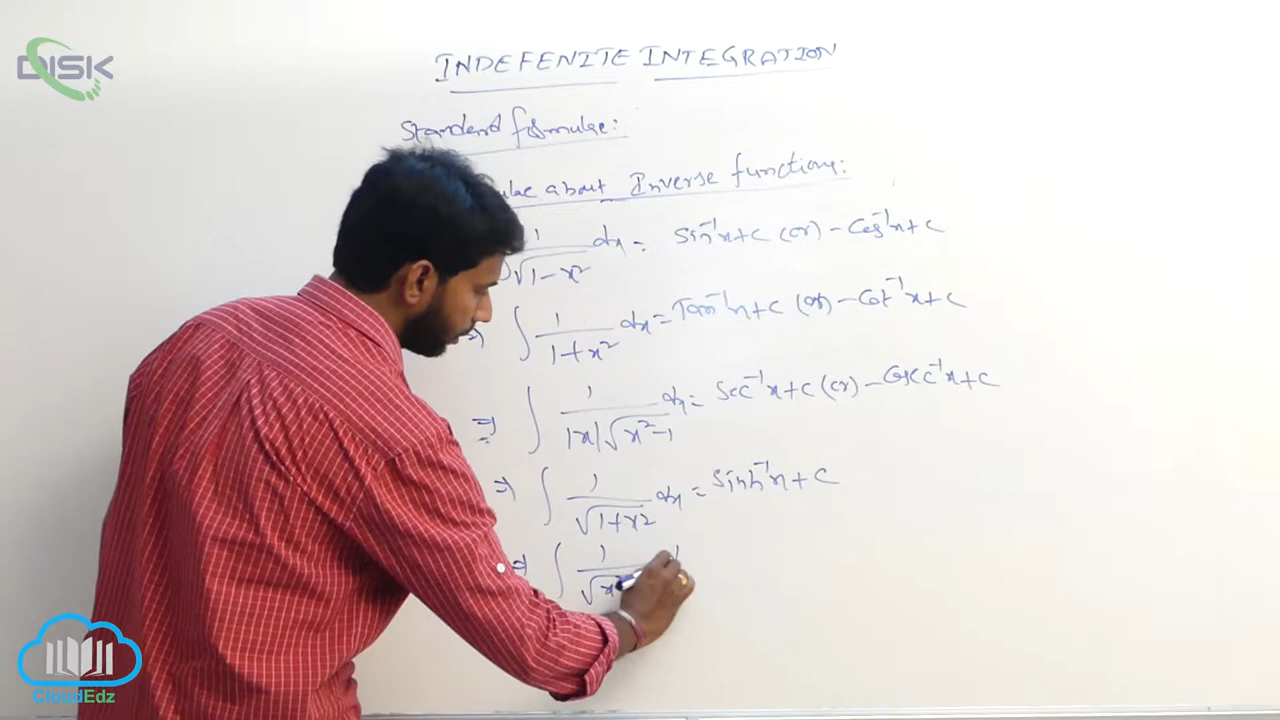 DISK
INDEFENITE INTEGRATION
Standard formulae:
ulae about Inverse function:
1/√1-x² dx = Sin⁻¹x+c (or) -Cos⁻¹x+c
⇒ ∫ 1/1+x² dx = Tan⁻¹x+c (or) -Cot⁻¹x+c
⇒ ∫ 1/|x|√x²-1 dx = Sec⁻¹x+c (or) -Cosec⁻¹x+c
⇒ ∫ 1/√1+x² dx = Sinh⁻¹x+c
⇒ ∫ 1/√x
CloudEdz